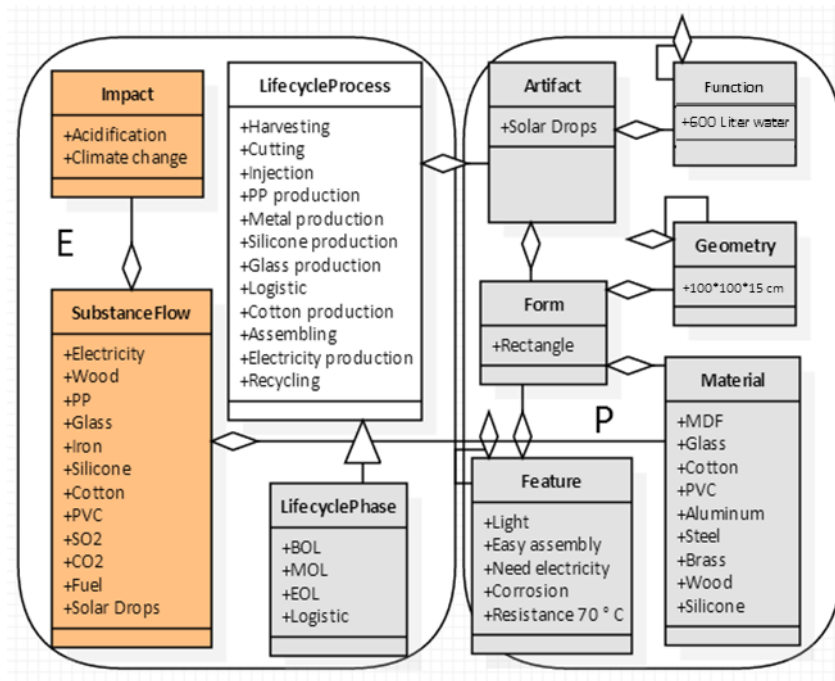 Impact
+Acidification
+Climate change
E
SubstanceFlow
+Electricity
+Wood
+PP
+Glass
+Iron
+Silicone
+Cotton
+PVC
+SO2
+CO2
+Fuel
+Solar Drops
LifecycleProcess
+Harvesting
+Cutting
+Injection
+PP production
+Metal production
+Silicone production
+Glass production
+Logistic
+Cotton production
+Assembling
+Electricity production
+Recycling
LifecyclePhase
+BOL
+MOL
+EOL
+Logistic
Artifact
+Solar Drops
Function
+600 Liter water
Geometry
+100*100*15 cm
Form
+Rectangle
P
Feature
+Light
+Easy assembly
+Need electricity
+Corrosion
+Resistance 70 ° C
Material
+MDF
+Glass
+Cotton
+PVC
+Aluminum
+Steel
+Brass
+Wood
+Silicone